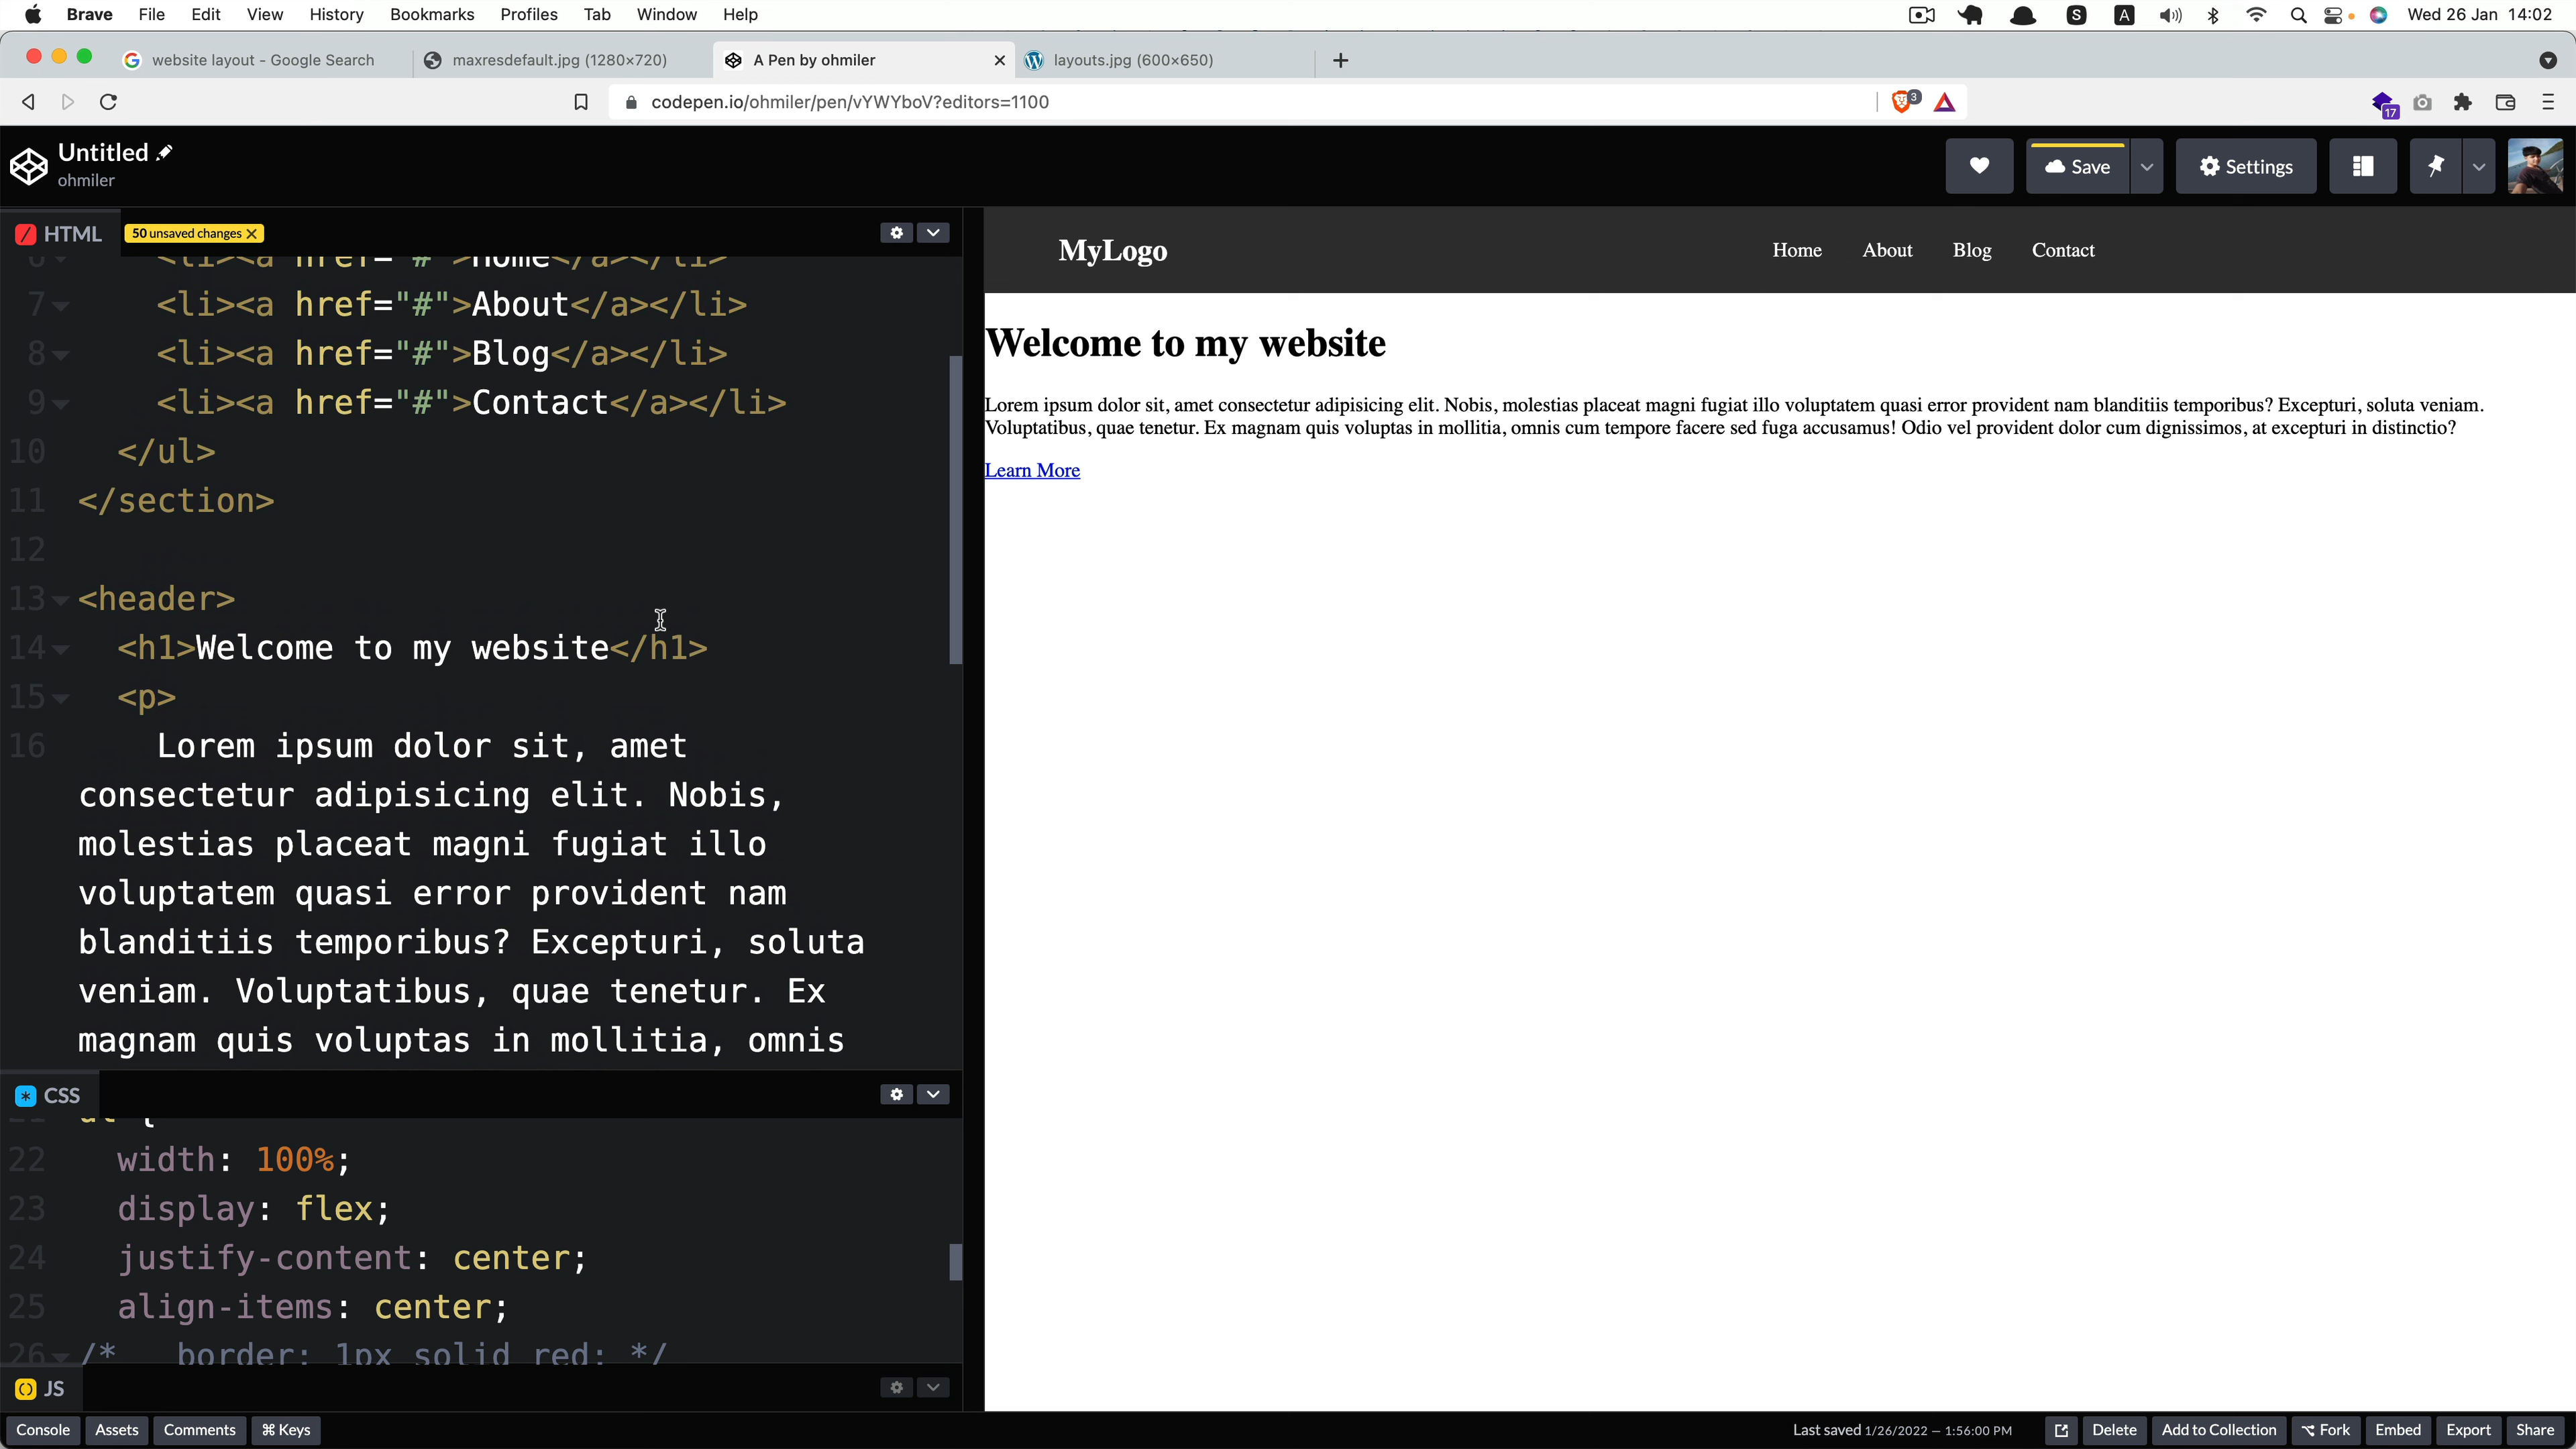 Brave File Edit View History Bookmarks Profiles Tab Window Help S A Wed 26 Jan 14:02
website layout - Google Search maxresdefault.jpg (1280×720) A Pen by ohmiler layouts.jpg (600×650)
codepen.io/ohmiler/pen/vYWYboV?editors=1100 3 17
Untitled
ohmiler
Save Settings
HTML 50 unsaved changes
6 <li><a href="#">Home</a></li>
7 <li><a href="#">About</a></li>
8 <li><a href="#">Blog</a></li>
9 <li><a href="#">Contact</a></li>
10 </ul>
11 </section>
12
13 <header>
14 <h1>Welcome to my website</h1>
15 <p>
16 Lorem ipsum dolor sit, amet
consectetur adipisicing elit. Nobis,
molestias placeat magni fugiat illo
voluptatem quasi error provident nam
blanditiis temporibus? Excepturi, soluta
veniam. Voluptatibus, quae tenetur. Ex
magnam quis voluptas in mollitia, omnis
CSS
21 ul {
22 width: 100%;
23 display: flex;
24 justify-content: center;
25 align-items: center;
26 /* border: 1px solid red; */
JS
MyLogo Home About Blog Contact
Welcome to my website
Lorem ipsum dolor sit, amet consectetur adipisicing elit. Nobis, molestias placeat magni fugiat illo voluptatem quasi error provident nam blanditiis temporibus? Excepturi, soluta veniam.
Voluptatibus, quae tenetur. Ex magnam quis voluptas in mollitia, omnis cum tempore facere sed fuga accusamus! Odio vel provident dolor cum dignissimos, at excepturi in distinctio?
Learn More
Console Assets Comments ⌘ Keys Last saved 1/26/2022 — 1:56:00 PM Delete Add to Collection ⌥ Fork Embed Export Share